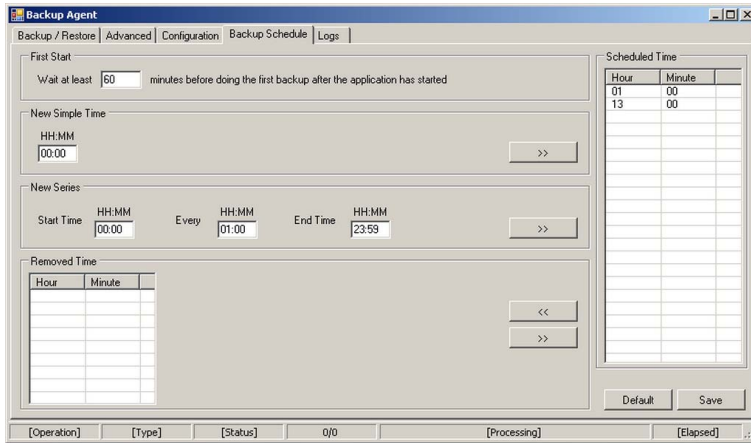 Backup Agent
Backup / Restore Advanced Configuration Backup Schedule Logs
First Start
Wait at least 60 minutes before doing the first backup after the application has started
New Simple Time
HH:MM
00:00
>>
New Series
Start Time HH:MM 00:00 Every HH:MM 01:00 End Time HH:MM 23:59
>>
Removed Time
Hour Minute
<<
>>
Scheduled Time
Hour Minute
01 00
13 00
Default Save
[Operation] [Type] [Status] 0/0 [Processing] [Elapsed]